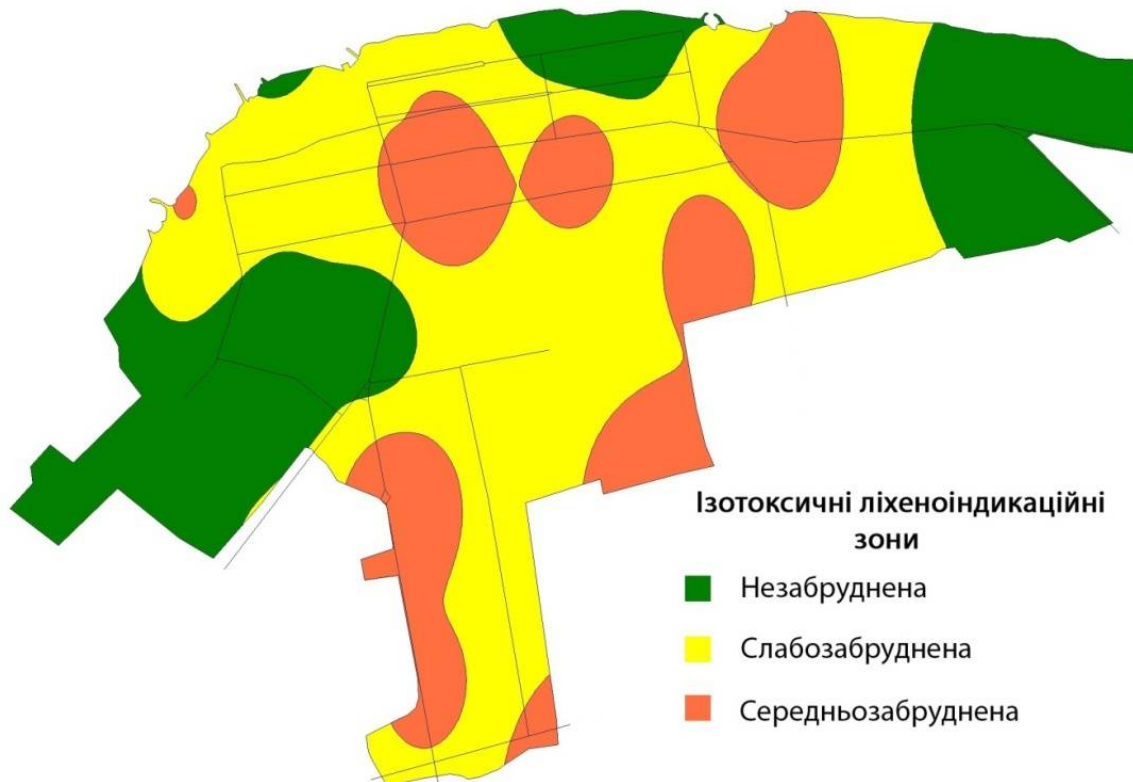 Ізотоксичні ліхеноіндикаційні
зони
Незабруднена
Слабозабруднена
Середньозабруднена